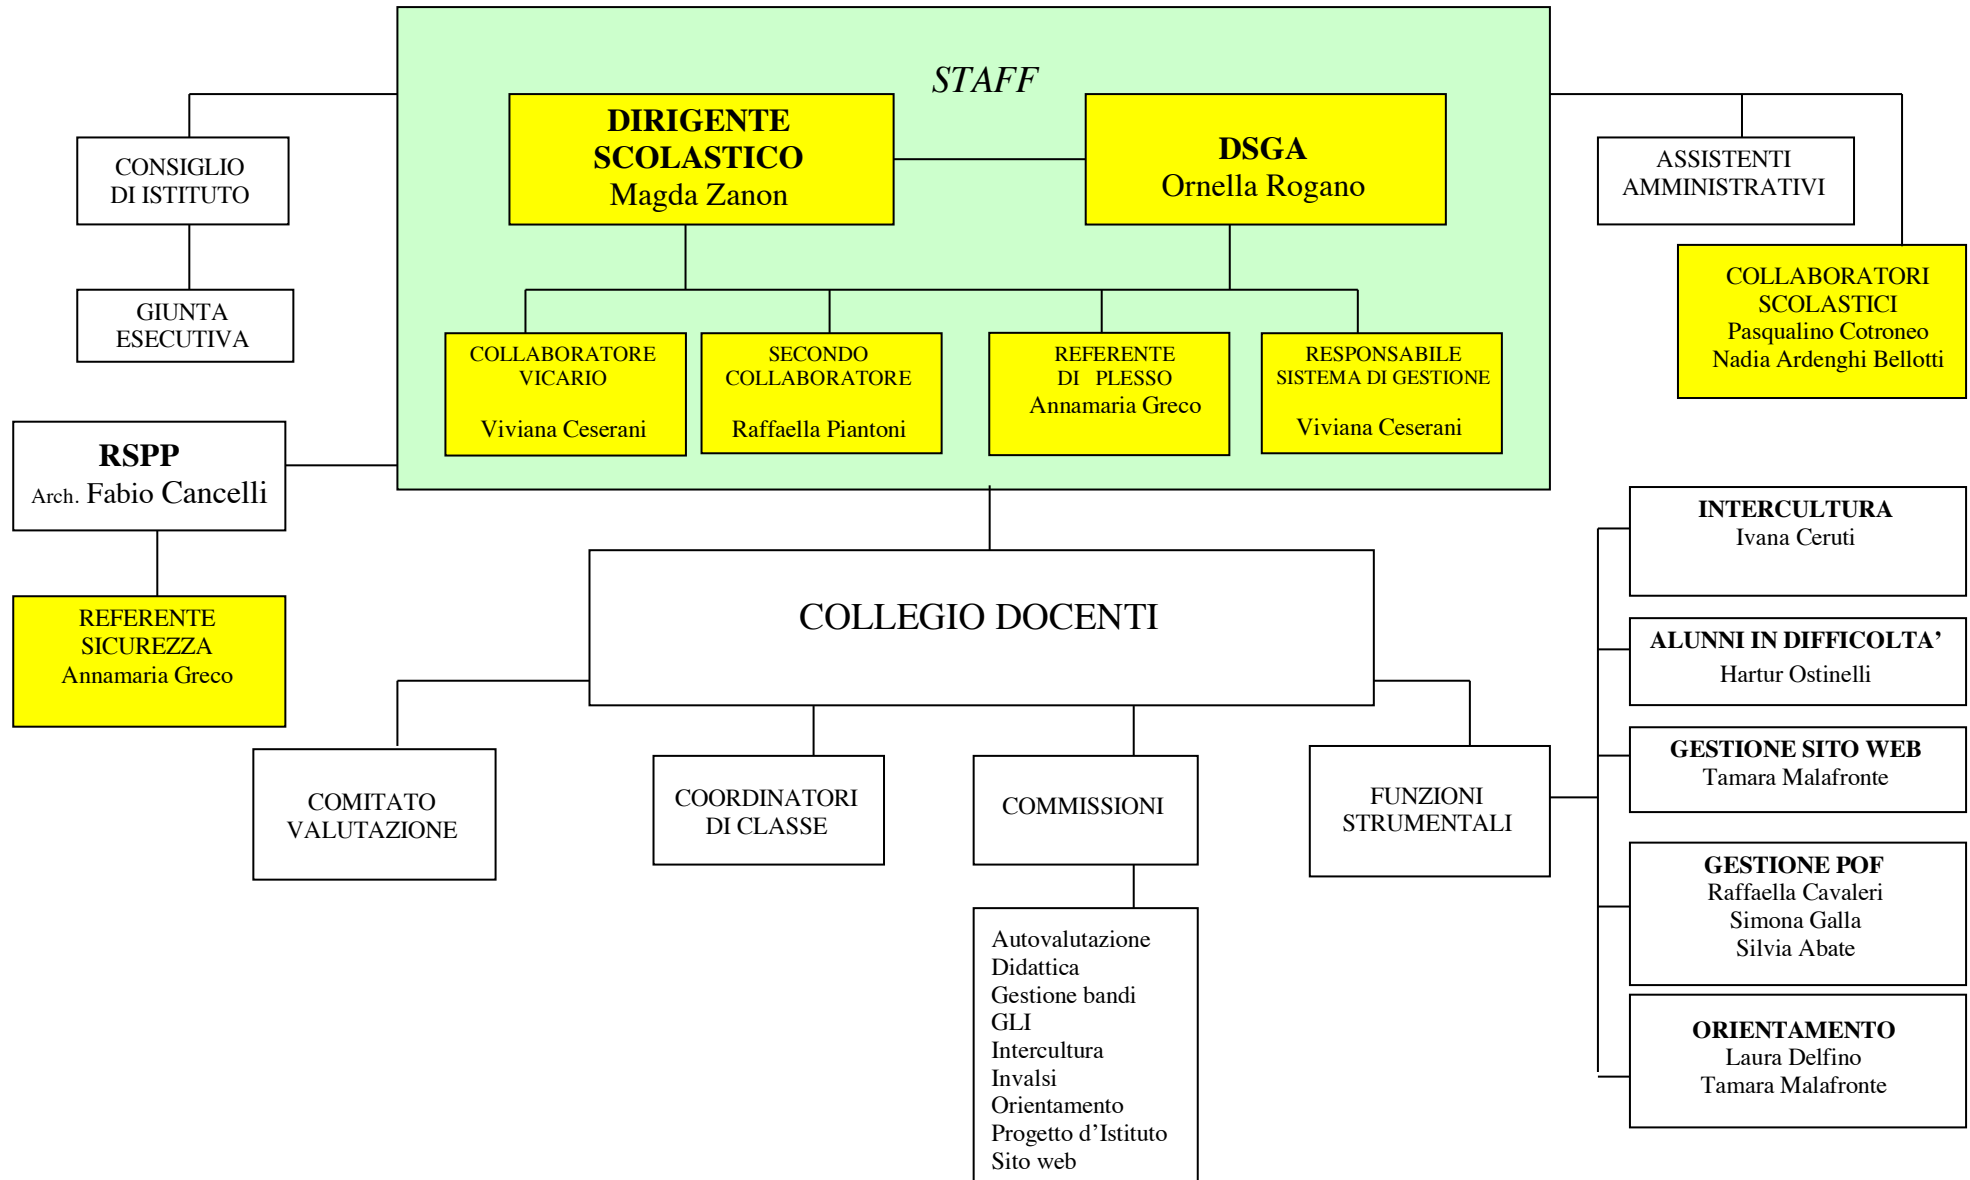 STAFF
DIRIGENTE
SCOLASTICO
Magda Zanon
DSGA
Ornella Rogano
CONSIGLIO
DI ISTITUTO
GIUNTA
ESECUTIVA
ASSISTENTI
AMMINISTRATIVI
COLLABORATORI
SCOLASTICI
Pasqualino Cotroneo
Nadia Ardenghi Bellotti
COLLABORATORE
VICARIO
Viviana Ceserani
SECONDO
COLLABORATORE
Raffaella Piantoni
REFERENTE
DI PLESSO
Annamaria Greco
RESPONSABILE
SISTEMA DI GESTIONE
Viviana Ceserani
RSPP
Arch. Fabio Cancelli
REFERENTE
SICUREZZA
Annamaria Greco
COLLEGIO DOCENTI
COMITATO
VALUTAZIONE
COORDINATORI
DI CLASSE
COMMISSIONI
FUNZIONI
STRUMENTALI
Autovalutazione
Didattica
Gestione bandi
GLI
Intercultura
Invalsi
Orientamento
Progetto d’Istituto
Sito web
INTERCULTURA
Ivana Ceruti
ALUNNI IN DIFFICOLTA’
Hartur Ostinelli
GESTIONE SITO WEB
Tamara Malafronte
GESTIONE POF
Raffaella Cavaleri
Simona Galla
Silvia Abate
ORIENTAMENTO
Laura Delfino
Tamara Malafronte